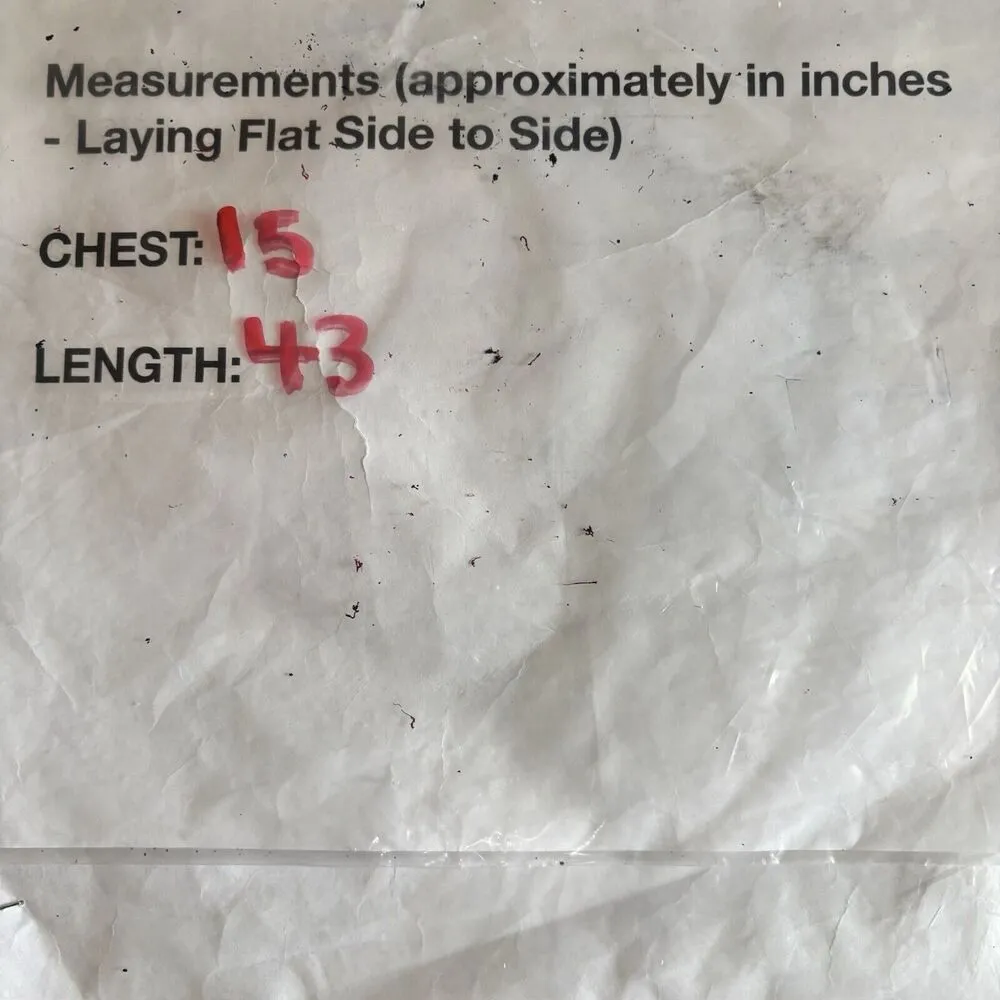 Measurements (approximately in inches
- Laying Flat Side to Side)
CHEST: 15
LENGTH: 43